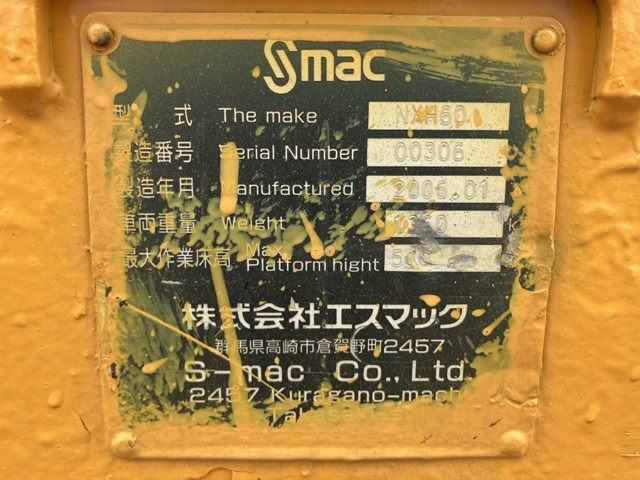 Smac
型 式 The make NXH60
製造番号 Serial Number 00306
製造年月 Manufactured 2006.01
車両重量 Weight
最大作業床高 Max. Platform hight
株式会社エスマック
群馬県高崎市倉賀野町2457
S-mac Co., Ltd.
2457 Kuragano-mach